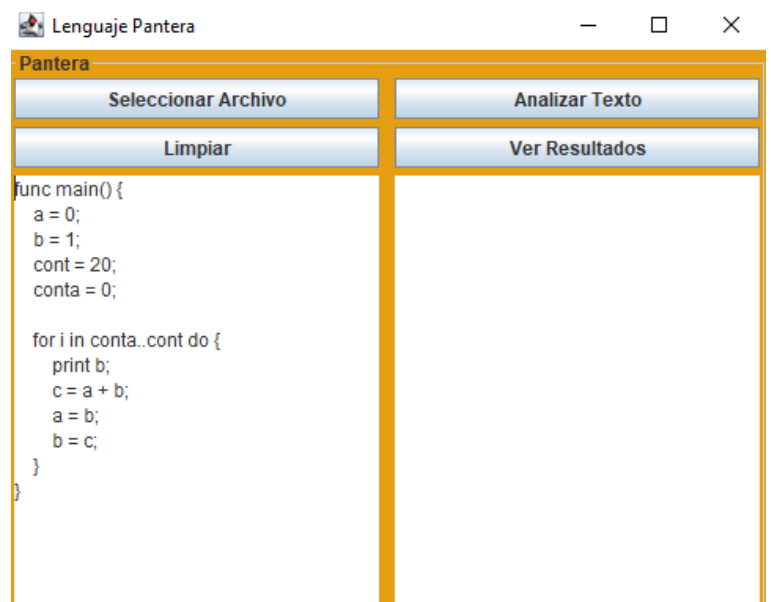 Lenguaje Pantera
Pantera
Seleccionar Archivo
Analizar Texto
Limpiar
Ver Resultados
func main() {
    a = 0;
    b = 1;
    cont = 20;
    conta = 0;

    for i in conta..cont do {
        print b;
        c = a + b;
        a = b;
        b = c;
    }
}